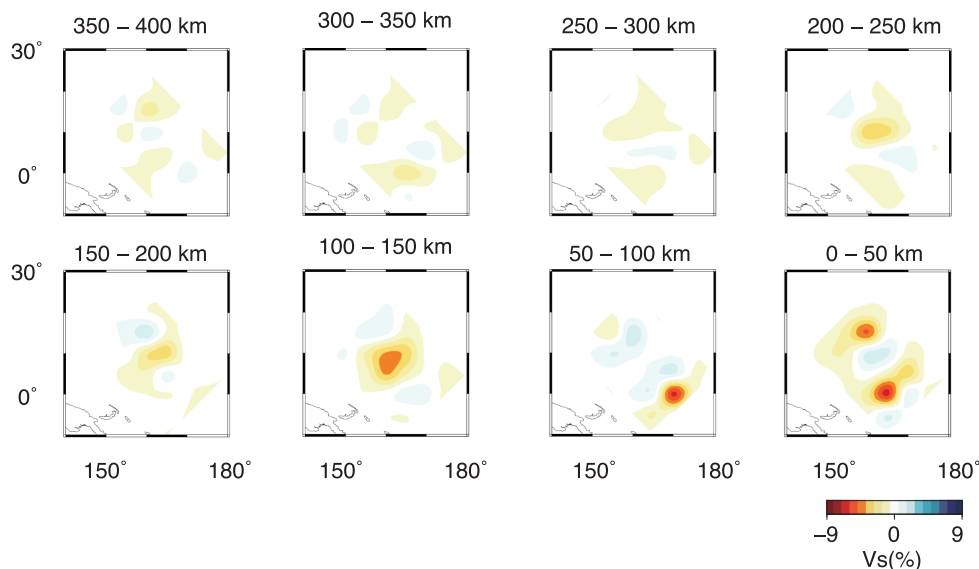 350 – 400 km
300 – 350 km
250 – 300 km
200 – 250 km
30˚
0˚
150 – 200 km
100 – 150 km
50 – 100 km
0 – 50 km
30˚
0˚
150˚ 180˚ 150˚ 180˚ 150˚ 180˚ 150˚ 180˚
–9 0 9
Vs(%)